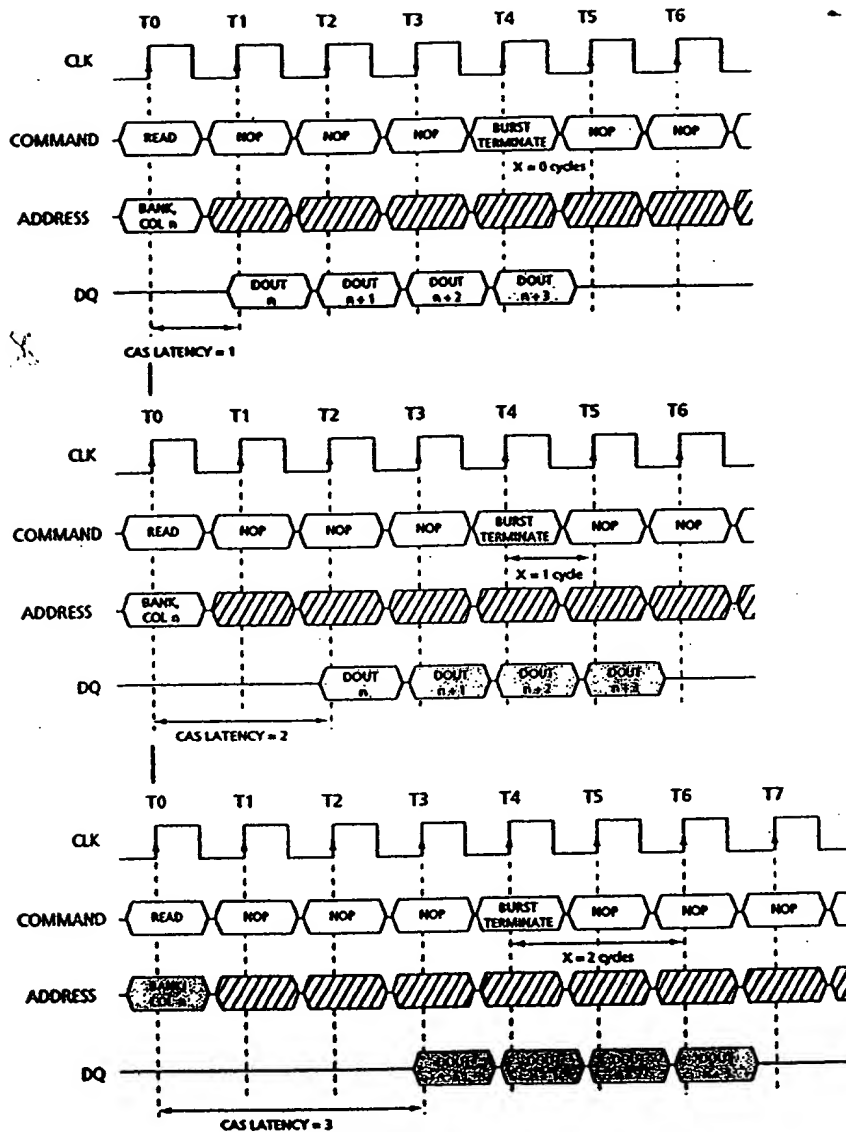 T0 T1 T2 T3 T4 T5 T6
CLK
COMMAND READ NOP NOP NOP BURST TERMINATE NOP NOP
X = 0 cycles
ADDRESS BANK, COL n
DQ DOUT n DOUT n+1 DOUT n+2 DOUT n+3
CAS LATENCY = 1
T0 T1 T2 T3 T4 T5 T6
CLK
COMMAND READ NOP NOP NOP BURST TERMINATE NOP NOP
X = 1 cycle
ADDRESS BANK, COL n
DQ DOUT n DOUT n+1 DOUT n+2 DOUT
CAS LATENCY = 2
T0 T1 T2 T3 T4 T5 T6 T7
CLK
COMMAND READ NOP NOP NOP BURST TERMINATE NOP NOP NOP
X = 2 cycles
ADDRESS BANK, COL n
DQ
CAS LATENCY = 3